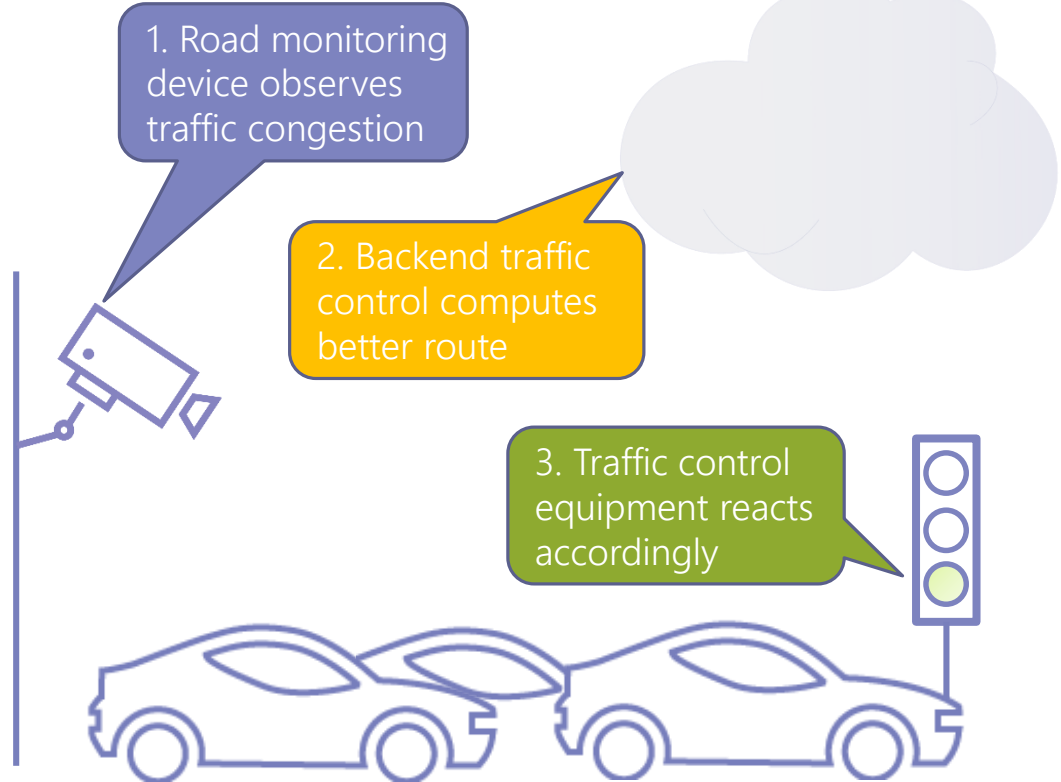 1. Road monitoring
device observes
traffic congestion
2. Backend traffic
control computes
better route
3. Traffic control
equipment reacts
accordingly